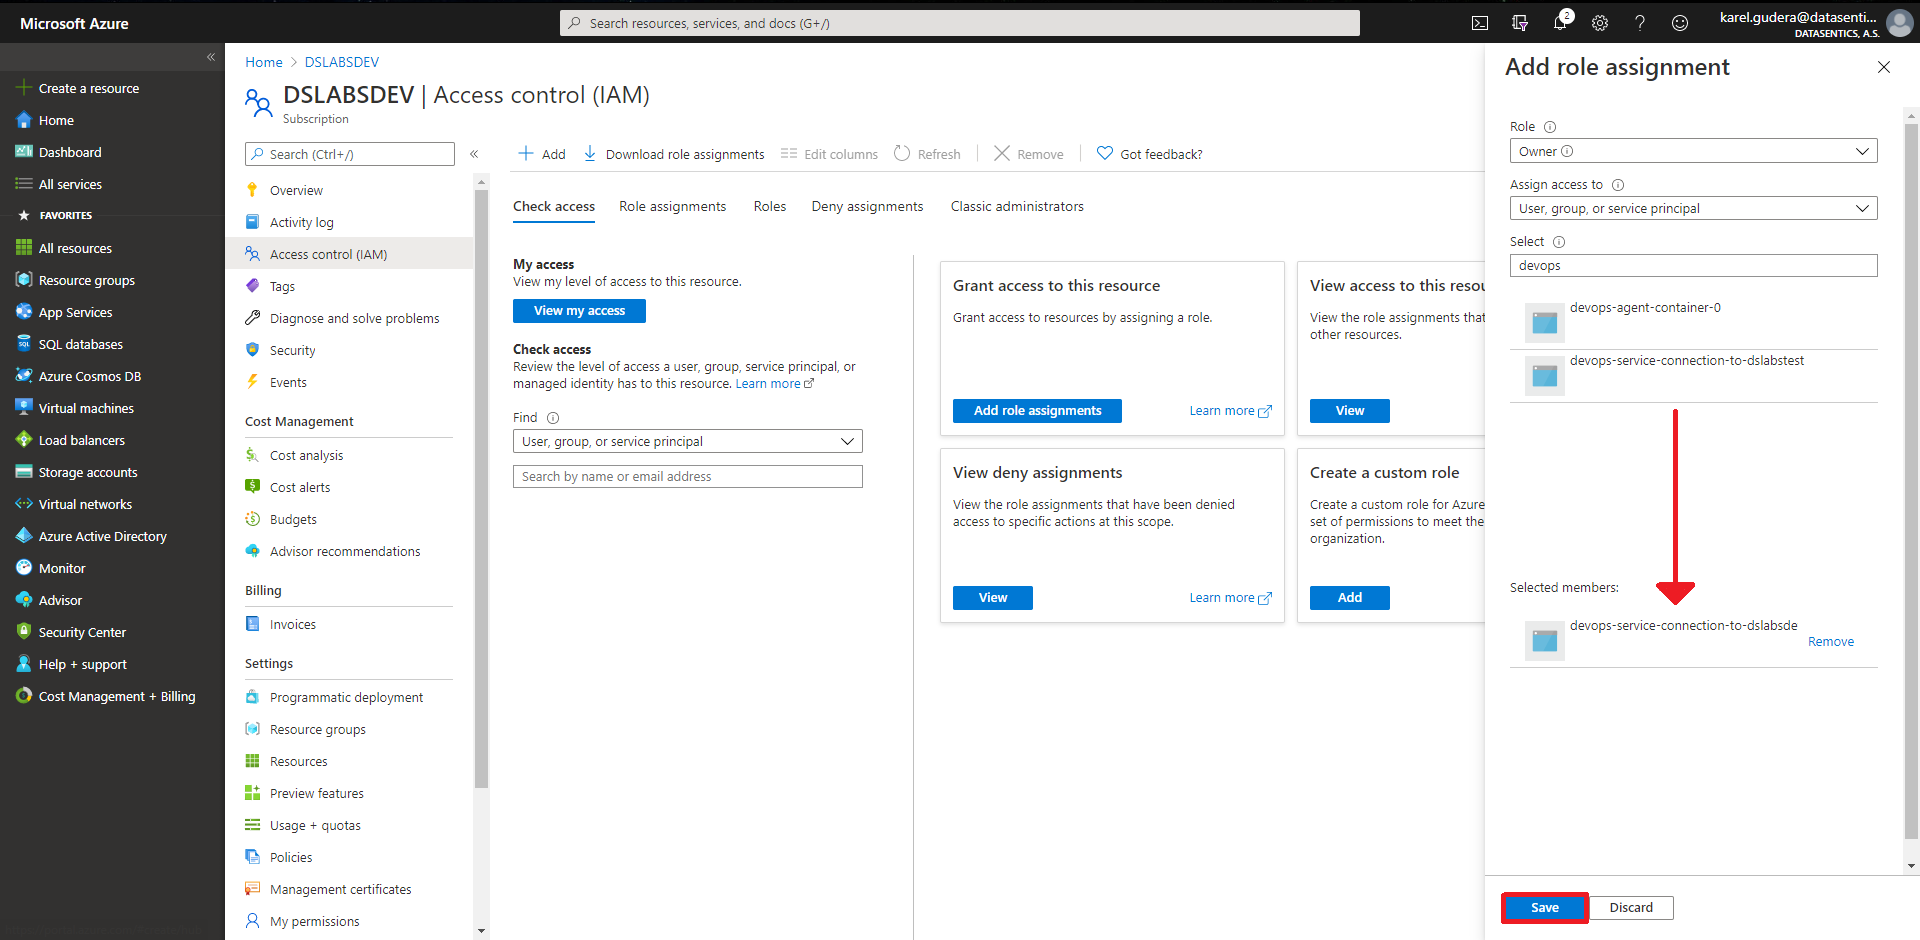 Microsoft Azure
Search resources, services, and docs (G+/)
2
karel.gudera@datasenti...
DATASENTICS, A.S.
Create a resource
Home
Dashboard
All services
FAVORITES
All resources
Resource groups
App Services
SQL databases
Azure Cosmos DB
Virtual machines
Load balancers
Storage accounts
Virtual networks
Azure Active Directory
Monitor
Advisor
Security Center
Help + support
Cost Management + Billing
Home > DSLABSDEV
DSLABSDEV | Access control (IAM)
Subscription
Search (Ctrl+/)
Overview
Activity log
Access control (IAM)
Tags
Diagnose and solve problems
Security
Events
Cost Management
Cost analysis
Cost alerts
Budgets
Advisor recommendations
Billing
Invoices
Settings
Programmatic deployment
Resource groups
Resources
Preview features
Usage + quotas
Policies
Management certificates
My permissions
Add
Download role assignments
Edit columns
Refresh
Remove
Got feedback?
Check access
Role assignments
Roles
Deny assignments
Classic administrators
My access
View my level of access to this resource.
View my access
Check access
Review the level of access a user, group, service principal, or
managed identity has to this resource. Learn more
Find
User, group, or service principal
Search by name or email address
Grant access to this resource
Grant access to resources by assigning a role.
Add role assignments
Learn more
View access to this resou
View the role assignments that
other resources.
View
View deny assignments
View the role assignments that have been denied
access to specific actions at this scope.
View
Learn more
Create a custom role
Create a custom role for Azure
set of permissions to meet the
organization.
Add
Add role assignment
Role
Owner
Assign access to
User, group, or service principal
Select
devops
devops-agent-container-0
devops-service-connection-to-dslabstest
Selected members:
devops-service-connection-to-dslabsde
Remove
Save
Discard